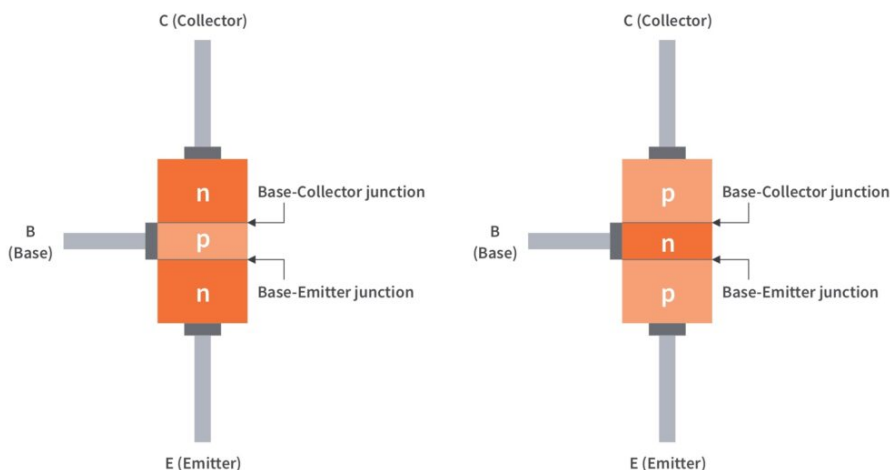 C (Collector)
n
Base-Collector junction
B
(Base)
p
n
Base-Emitter junction
E (Emitter)
C (Collector)
p
Base-Collector junction
B
(Base)
n
p
Base-Emitter junction
E (Emitter)